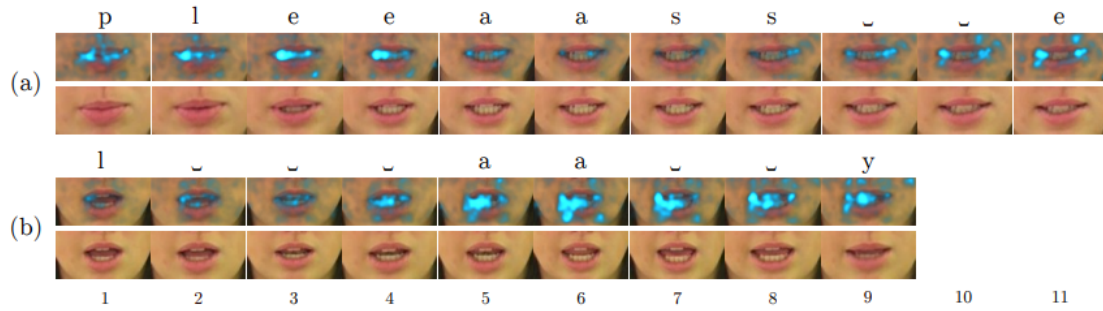 p l e e a a s s ␣ ␣ e
(a)
l ␣ ␣ ␣ a a ␣ ␣ y
(b)
1 2 3 4 5 6 7 8 9 10 11